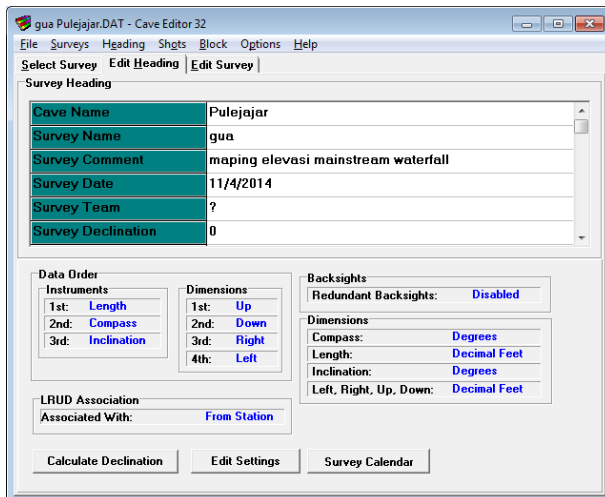 gua Pulejajar.DAT - Cave Editor 32
File Surveys Heading Shots Block Options Help
Select Survey Edit Heading Edit Survey
Survey Heading
Cave Name Pulejajar
Survey Name gua
Survey Comment maping elevasi mainstream waterfall
Survey Date 11/4/2014
Survey Team ?
Survey Declination 0
Data Order
Instruments
1st: Length
2nd: Compass
3rd: Inclination
Dimensions
1st: Up
2nd: Down
3rd: Right
4th: Left
Backsights
Redundant Backsights: Disabled
Dimensions
Compass: Degrees
Length: Decimal Feet
Inclination: Degrees
Left, Right, Up, Down: Decimal Feet
LRUD Association
Associated With: From Station
Calculate Declination Edit Settings Survey Calendar